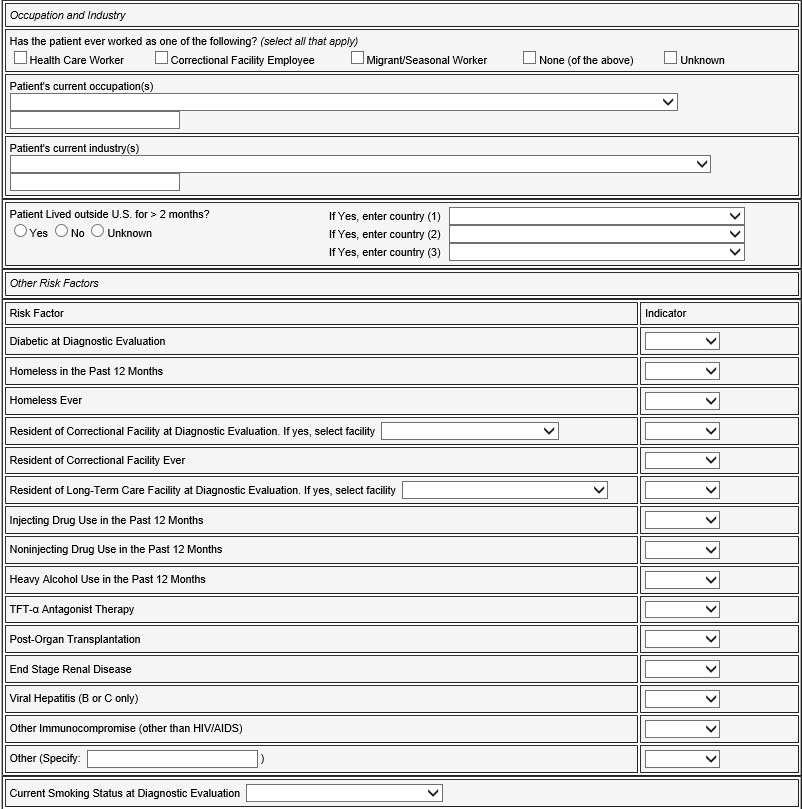 Occupation and Industry
Has the patient ever worked as one of the following? (select all that apply)
Health Care Worker Correctional Facility Employee Migrant/Seasonal Worker None (of the above) Unknown
Patient's current occupation(s)
Patient's current industry(s)
Patient Lived outside U.S. for > 2 months? If Yes, enter country (1)
Yes No Unknown If Yes, enter country (2)
If Yes, enter country (3)
Other Risk Factors
Risk Factor Indicator
Diabetic at Diagnostic Evaluation
Homeless in the Past 12 Months
Homeless Ever
Resident of Correctional Facility at Diagnostic Evaluation. If yes, select facility
Resident of Correctional Facility Ever
Resident of Long-Term Care Facility at Diagnostic Evaluation. If yes, select facility
Injecting Drug Use in the Past 12 Months
Noninjecting Drug Use in the Past 12 Months
Heavy Alcohol Use in the Past 12 Months
TFT-α Antagonist Therapy
Post-Organ Transplantation
End Stage Renal Disease
Viral Hepatitis (B or C only)
Other Immunocompromise (other than HIV/AIDS)
Other (Specify: )
Current Smoking Status at Diagnostic Evaluation